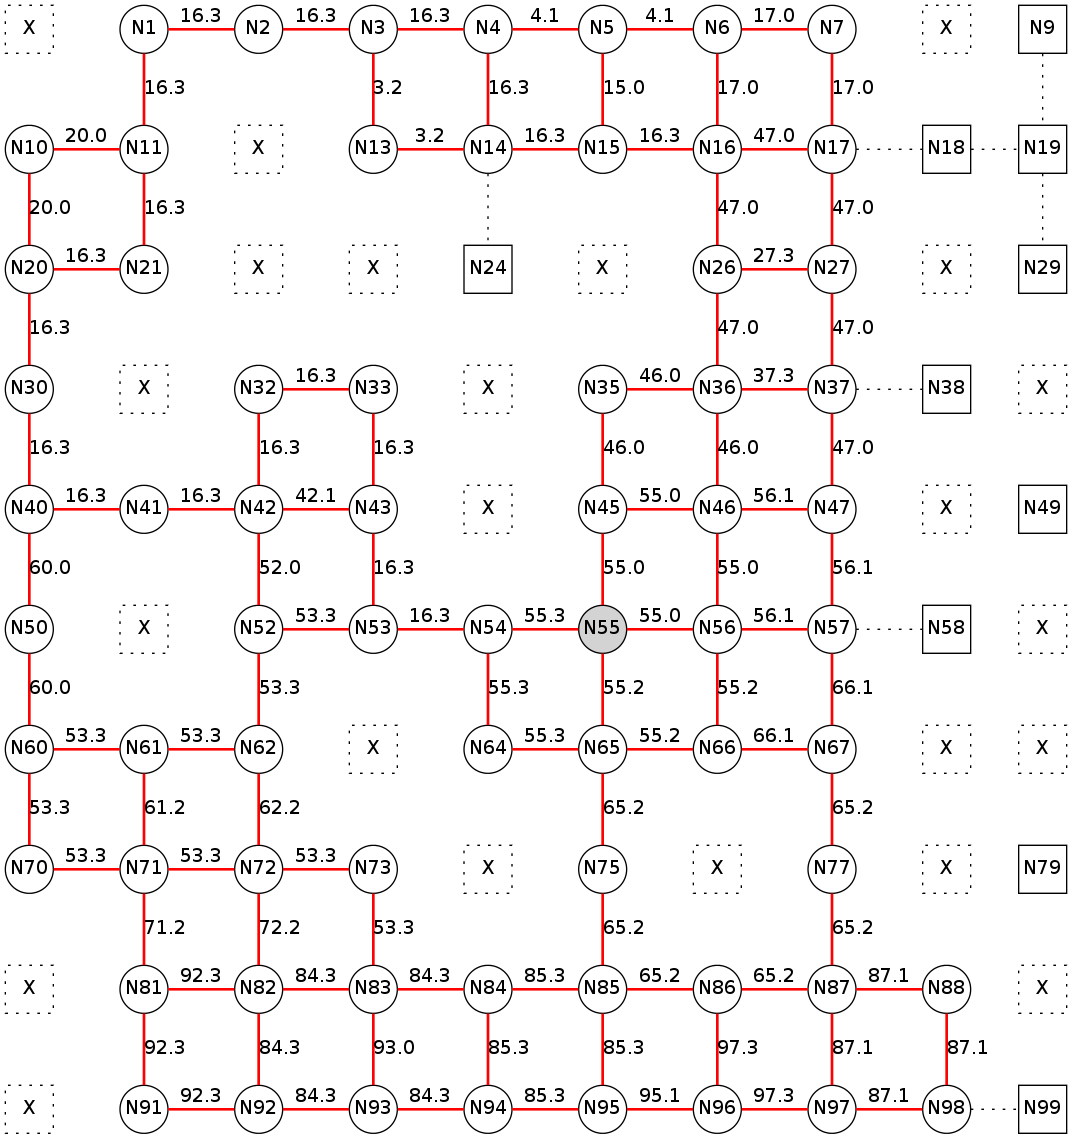 X N1 16.3 N2 16.3 N3 16.3 N4 4.1 N5 4.1 N6 17.0 N7 X N9
16.3 3.2 16.3 15.0 17.0 17.0
N10 20.0 N11 X N13 3.2 N14 16.3 N15 16.3 N16 47.0 N17 N18 N19
20.0 16.3 47.0 47.0
N20 16.3 N21 X X N24 X N26 27.3 N27 X N29
16.3 47.0 47.0
N30 X N32 16.3 N33 X N35 46.0 N36 37.3 N37 N38 X
16.3 16.3 16.3 46.0 46.0 47.0
N40 16.3 N41 16.3 N42 42.1 N43 X N45 55.0 N46 56.1 N47 X N49
60.0 52.0 16.3 55.0 55.0 56.1
N50 X N52 53.3 N53 16.3 N54 55.3 N55 55.0 N56 56.1 N57 N58 X
60.0 53.3 55.3 55.2 55.2 66.1
N60 53.3 N61 53.3 N62 X N64 55.3 N65 55.2 N66 66.1 N67 X X
53.3 61.2 62.2 65.2 65.2
N70 53.3 N71 53.3 N72 53.3 N73 X N75 X N77 X N79
71.2 72.2 53.3 65.2 65.2
X N81 92.3 N82 84.3 N83 84.3 N84 85.3 N85 65.2 N86 65.2 N87 87.1 N88 X
92.3 84.3 93.0 85.3 85.3 97.3 87.1 87.1
X N91 92.3 N92 84.3 N93 84.3 N94 85.3 N95 95.1 N96 97.3 N97 87.1 N98 N99